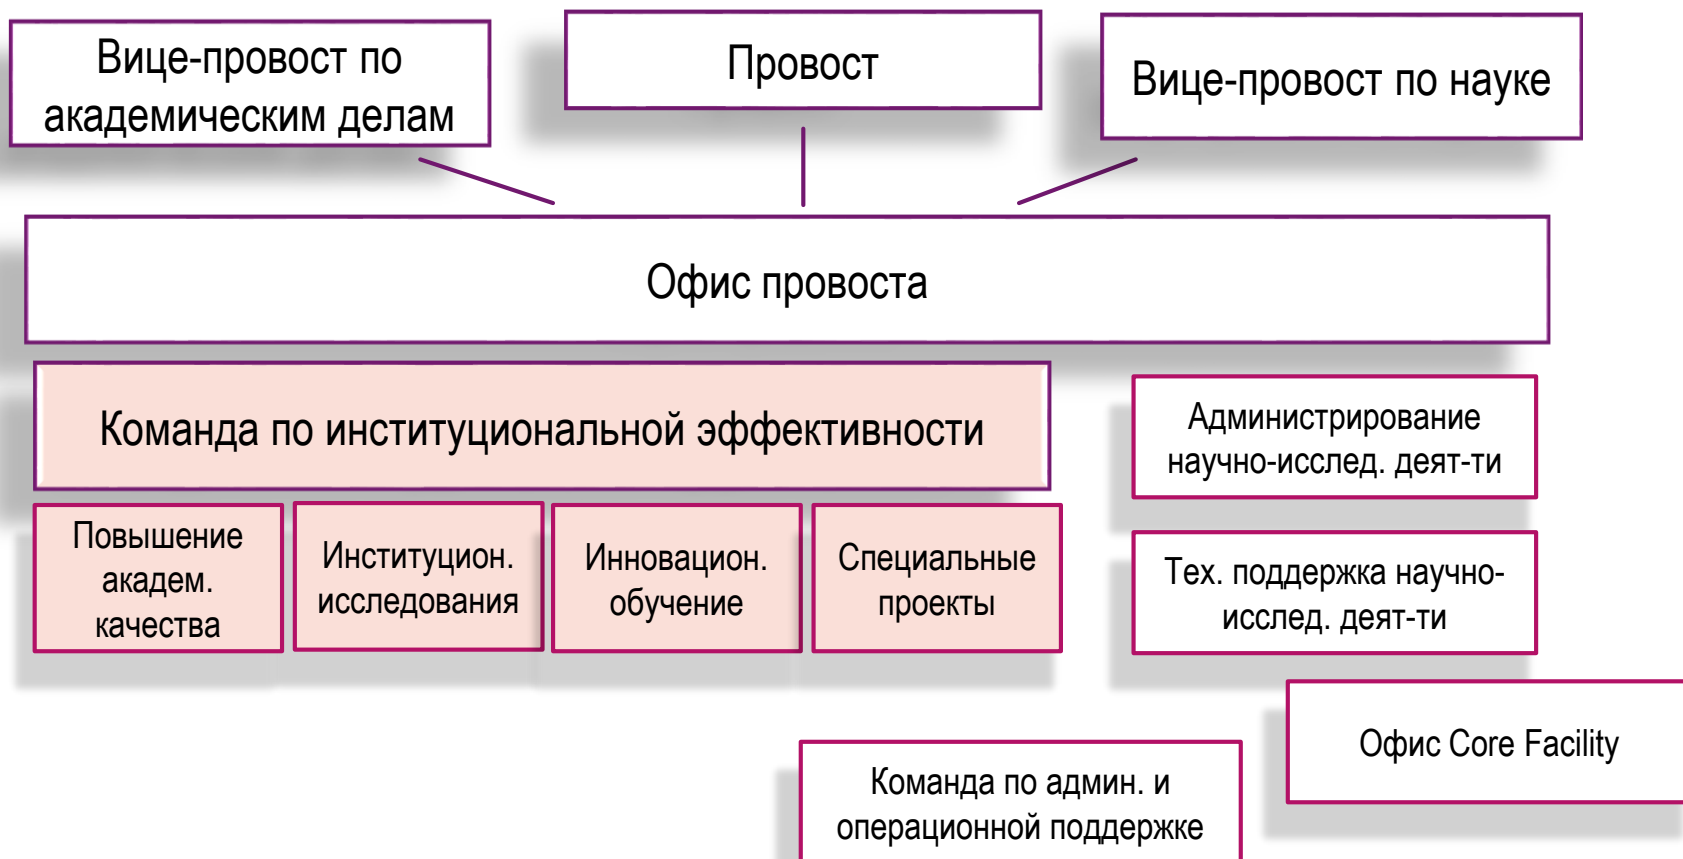 Вице-провост по
академическим делам
Провост
Вице-провост по науке
Офис провоста
Команда по институциональной эффективности
Повышение
академ.
качества
Институцион.
исследования
Инновацион.
обучение
Специальные
проекты
Администрирование
научно-исслед. деят-ти
Тех. поддержка научно-
исслед. деят-ти
Офис Core Facility
Команда по админ. и
операционной поддержке